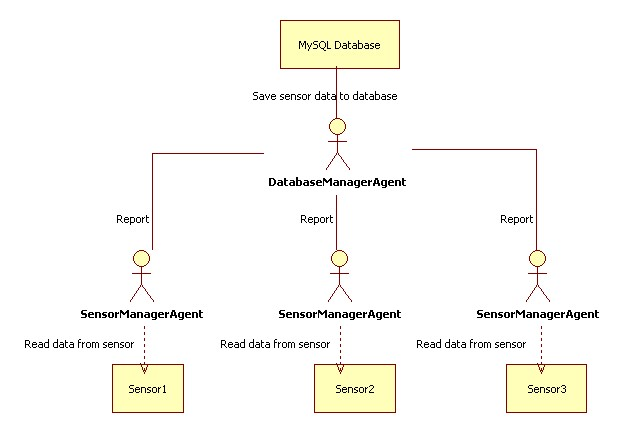 MySQL Database
Save sensor data to database
DatabaseManagerAgent
Report
Report
Report
SensorManagerAgent
SensorManagerAgent
SensorManagerAgent
Read data from sensor
Read data from sensor
Read data from sensor
Sensor1
Sensor2
Sensor3